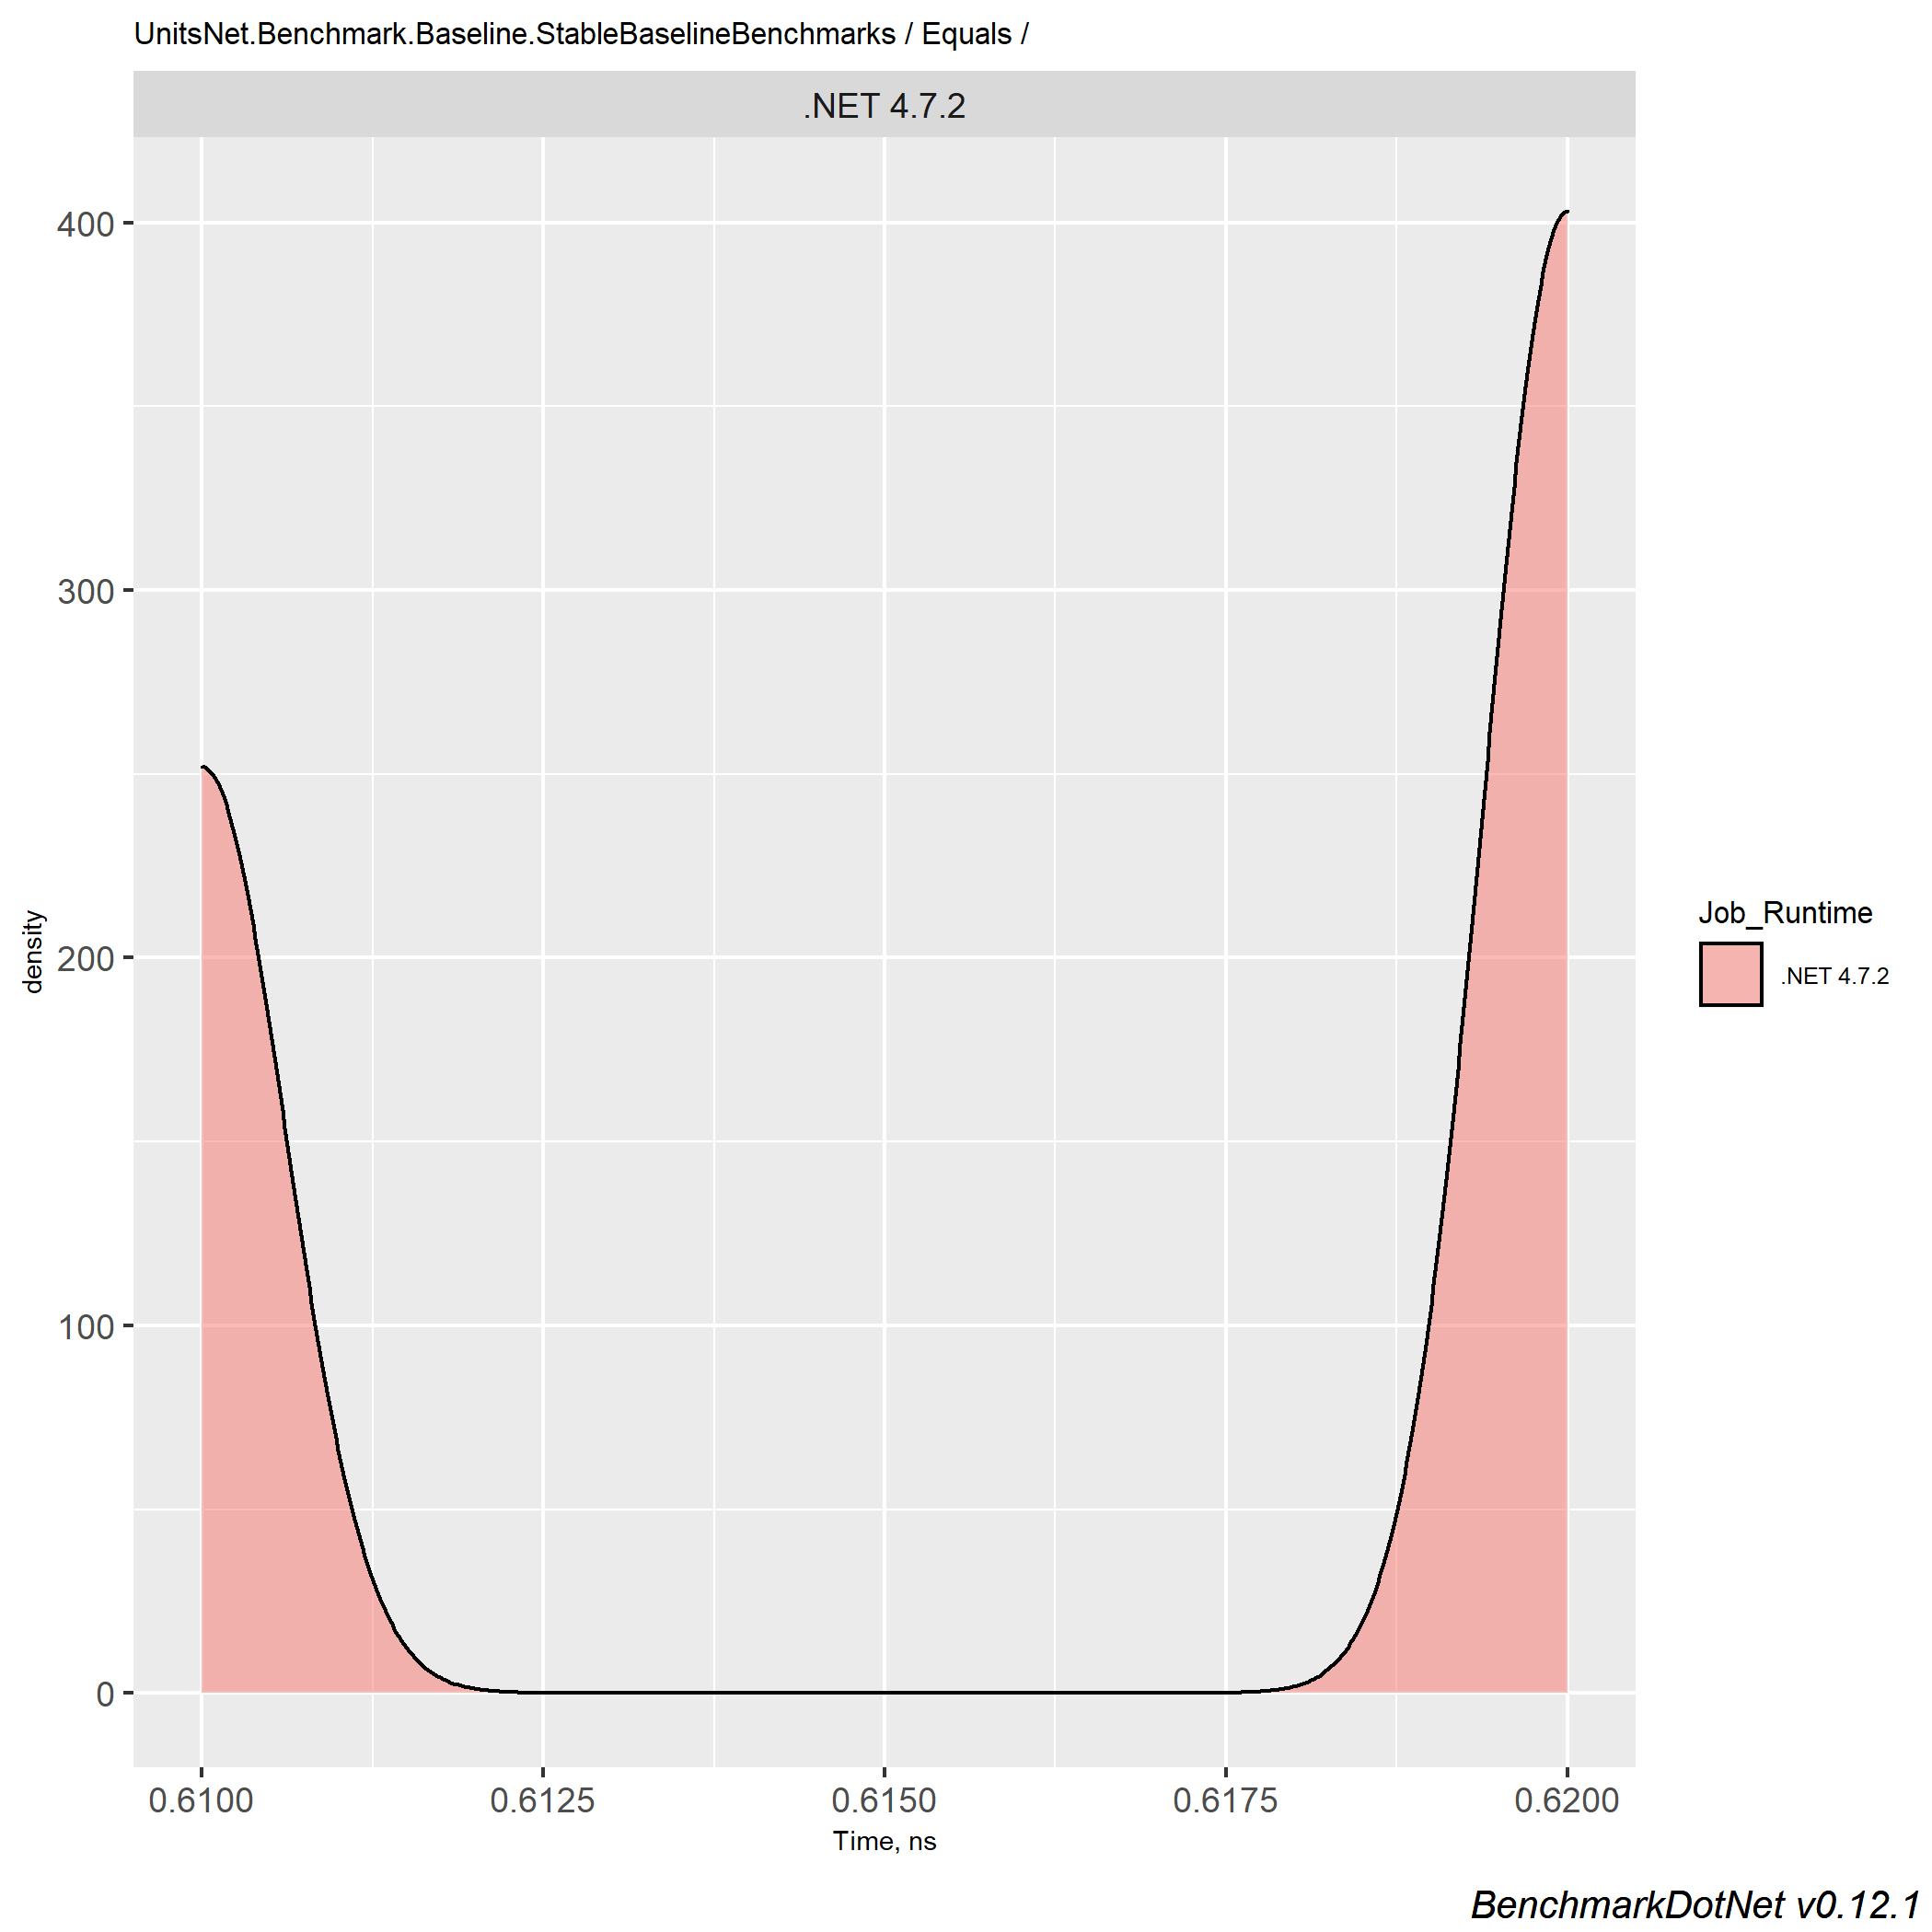 UnitsNet.Benchmark.Baseline.StableBaselineBenchmarks / Equals /
.NET 4.7.2
400
300
200
100
0
density
0.6100 0.6125 0.6150 0.6175 0.6200
Time, ns
Job_Runtime
.NET 4.7.2
BenchmarkDotNet v0.12.1